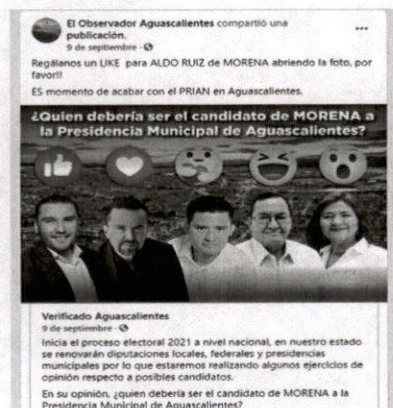 El Observador Aguascalientes compartió una
publicación.
9 de septiembre ·
Regálanos un LIKE para ALDO RUIZ de MORENA abriendo la foto, por
favor!!
ES momento de acabar con el PRIAN en Aguascalientes.
¿Quien debería ser el candidato de MORENA a
la Presidencia Municipal de Aguascalientes?
Verificado Aguascalientes
9 de septiembre ·
Inicia el proceso electoral 2021 a nivel nacional, en nuestro estado
se renovarán diputaciones locales, federales y presidencias
municipales por lo que estaremos realizando algunos ejercicios de
opinión respecto a posibles candidatos.
En su opinión, ¿quien debería ser el candidato de MORENA a la
Presidencia Municipal de Aguascalientes?